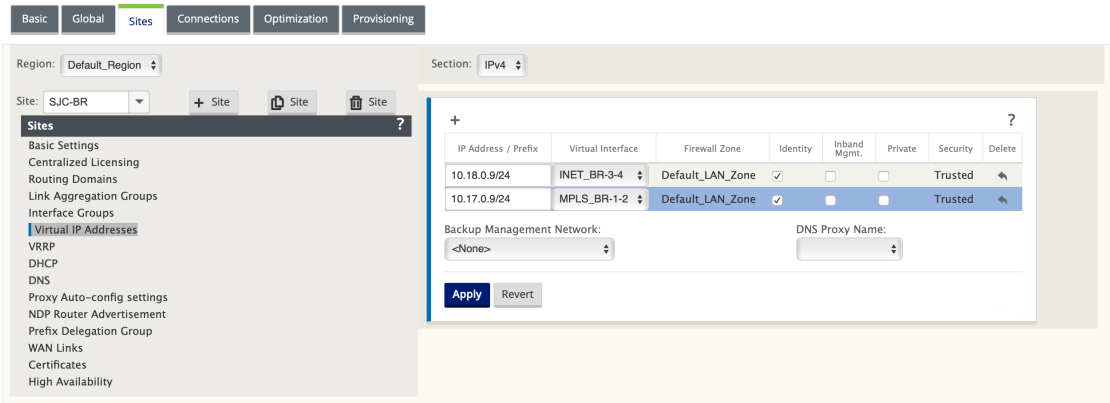 Basic Global Sites Connections Optimization Provisioning
Region: Default_Region
Section: IPv4
Site: SJC-BR + Site Site Site
Sites ?
Basic Settings
Centralized Licensing
Routing Domains
Link Aggregation Groups
Interface Groups
Virtual IP Addresses
VRRP
DHCP
DNS
Proxy Auto-config settings
NDP Router Advertisement
Prefix Delegation Group
WAN Links
Certificates
High Availability
+ ?
IP Address / Prefix Virtual Interface Firewall Zone Identity Inband Mgmt. Private Security Delete
10.18.0.9/24 INET_BR-3-4 Default_LAN_Zone Trusted
10.17.0.9/24 MPLS_BR-1-2 Default_LAN_Zone Trusted
Backup Management Network: DNS Proxy Name:
<None>
Apply Revert